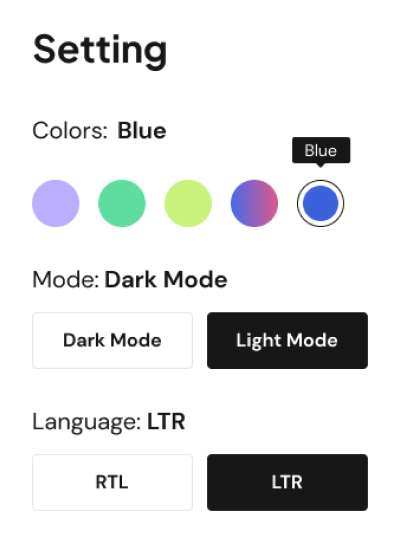 Setting
Colors: Blue
Blue
Mode: Dark Mode
Dark Mode
Light Mode
Language: LTR
RTL
LTR